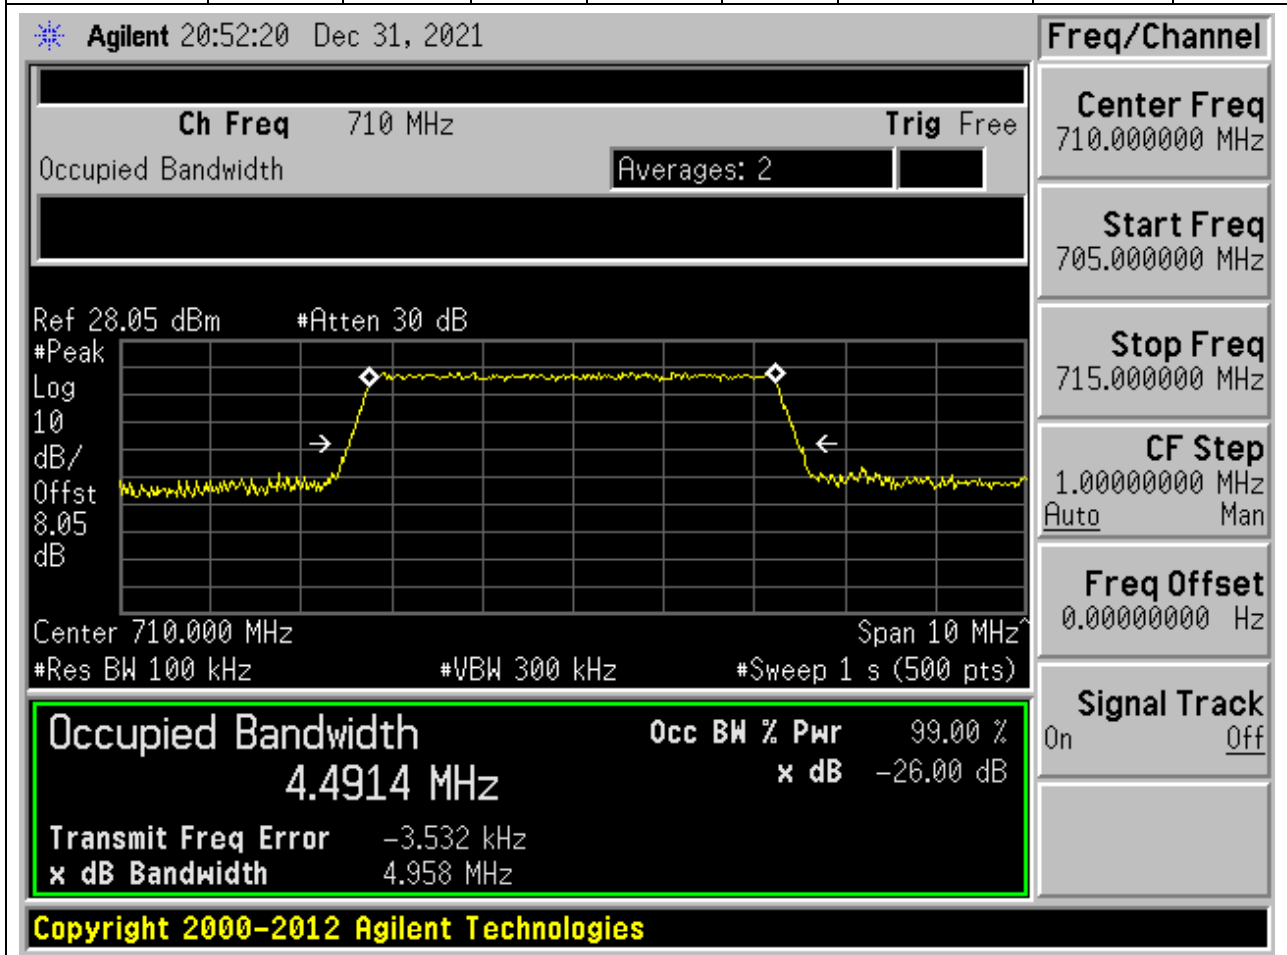 Agilent 20:52:20 Dec 31, 2021
Freq/Channel
Ch Freq 710 MHz Trig Free
Occupied Bandwidth Averages: 2
Center Freq
710.000000 MHz
Start Freq
705.000000 MHz
Stop Freq
715.000000 MHz
CF Step
1.00000000 MHz
Auto Man
Freq Offset
0.00000000 Hz
Signal Track
On Off
Ref 28.05 dBm #Atten 30 dB
#Peak
Log
10
dB/
Offst
8.05
dB
Center 710.000 MHz Span 10 MHz^
#Res BW 100 kHz #VBW 300 kHz #Sweep 1 s (500 pts)
Occupied Bandwidth Occ BW % Pwr 99.00 %
4.4914 MHz x dB -26.00 dB
Transmit Freq Error -3.532 kHz
x dB Bandwidth 4.958 MHz
Copyright 2000-2012 Agilent Technologies